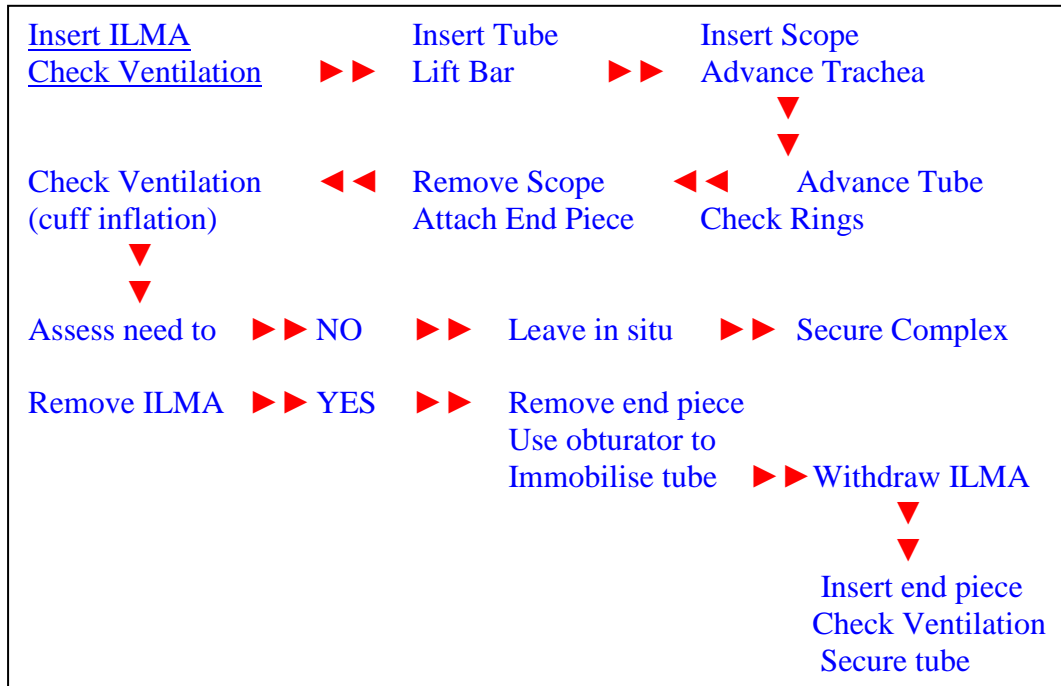 Insert ILMA Insert Tube Insert Scope
Check Ventilation ►► Lift Bar ►► Advance Trachea
▼
▼
Check Ventilation ◄◄ Remove Scope ◄◄ Advance Tube
(cuff inflation) Attach End Piece Check Rings
▼
▼
Assess need to ►► NO ►► Leave in situ ►► Secure Complex
Remove ILMA ►► YES ►► Remove end piece
Use obturator to
Immobilise tube ►► Withdraw ILMA
▼
▼
Insert end piece
Check Ventilation
Secure tube